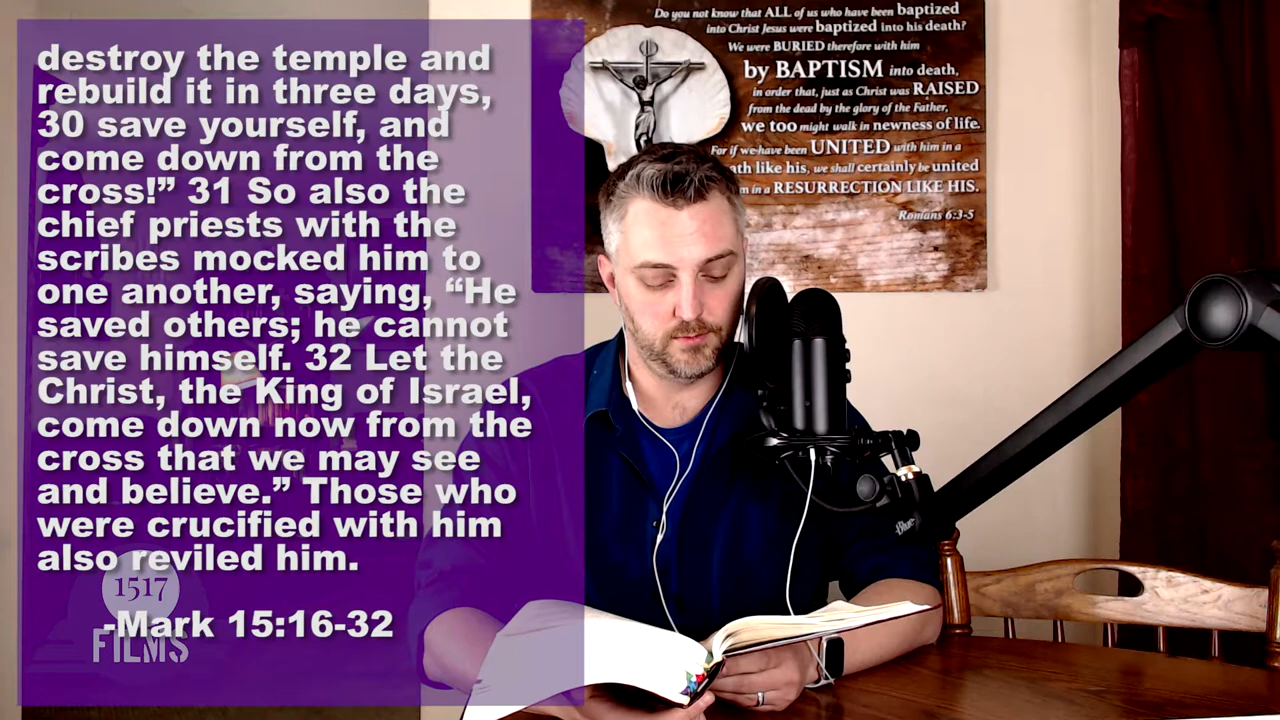 destroy the temple and
rebuild it in three days,
30 save yourself, and
come down from the
cross!” 31 So also the
chief priests with the
scribes mocked him to
one another, saying, “He
saved others; he cannot
save himself. 32 Let the
Christ, the King of Israel,
come down now from the
cross that we may see
and believe.” Those who
were crucified with him
also reviled him.
-Mark 15:16-32
1517
FILMS
Do you not know that ALL of us who have been baptized
into Christ Jesus were baptized into his death?
We were BURIED therefore with him
by BAPTISM into death,
in order that, just as Christ was RAISED
from the dead by the glory of the Father,
we too might walk in newness of life.
For if we have been UNITED with him in a
ath like his, we shall certainly be united
m in a RESURRECTION LIKE HIS.
Romans 6:3-5
Blue